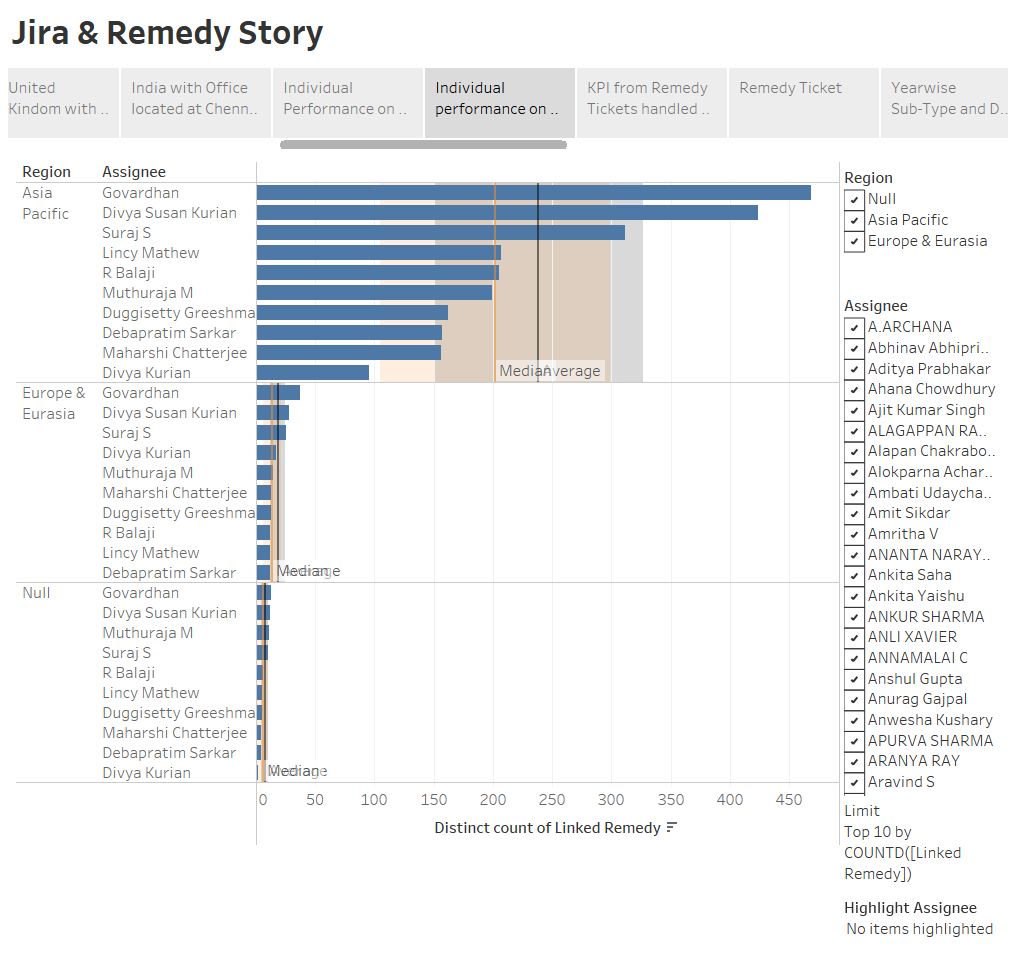 Jira & Remedy Story
United
Kindom with ..
India with Office
located at Chenn..
Individual
Performance on ..
Individual
performance on ..
KPI from Remedy
Tickets handled ..
Remedy Ticket
Yearwise
Sub-Type and D..
Region Assignee
Asia
Pacific
Govardhan
Divya Susan Kurian
Suraj S
Lincy Mathew
R Balaji
Muthuraja M
Duggisetty Greeshma
Debapratim Sarkar
Maharshi Chatterjee
Divya Kurian
Median Average
Europe &
Eurasia
Govardhan
Divya Susan Kurian
Suraj S
Divya Kurian
Muthuraja M
Maharshi Chatterjee
Duggisetty Greeshma
R Balaji
Lincy Mathew
Debapratim Sarkar
Median Average
Null
Govardhan
Divya Susan Kurian
Muthuraja M
Suraj S
R Balaji
Lincy Mathew
Duggisetty Greeshma
Maharshi Chatterjee
Debapratim Sarkar
Divya Kurian
Median Average
0 50 100 150 200 250 300 350 400 450
Distinct count of Linked Remedy
Region
Null
Asia Pacific
Europe & Eurasia
Assignee
A.ARCHANA
Abhinav Abhipri..
Aditya Prabhakar
Ahana Chowdhury
Ajit Kumar Singh
ALAGAPPAN RA..
Alapan Chakrabo..
Alokparna Achar..
Ambati Udaycha..
Amit Sikdar
Amritha V
ANANTA NARAY..
Ankita Saha
Ankita Yaishu
ANKUR SHARMA
ANLI XAVIER
ANNAMALAI C
Anshul Gupta
Anurag Gajpal
Anwesha Kushary
APURVA SHARMA
ARANYA RAY
Aravind S
Limit
Top 10 by
COUNTD([Linked
Remedy])
Highlight Assignee
No items highlighted